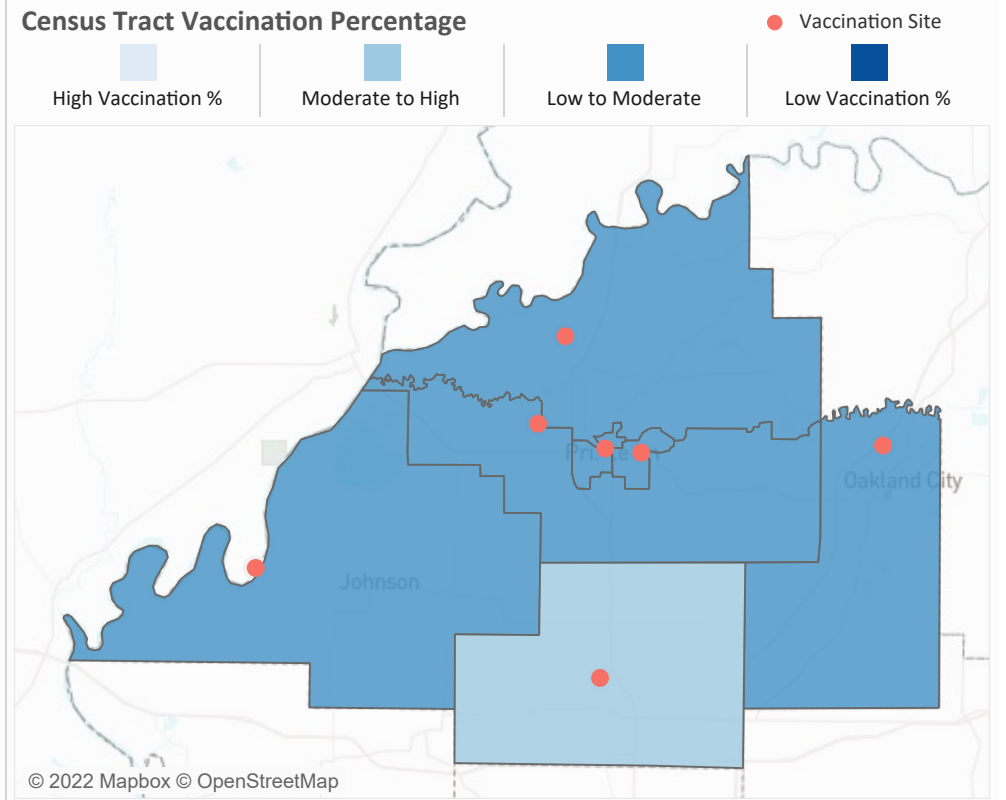 Census Tract Vaccination Percentage
Vaccination Site
High Vaccination %
Moderate to High
Low to Moderate
Low Vaccination %
Oakland City
Johnson
© 2022 Mapbox © OpenStreetMap